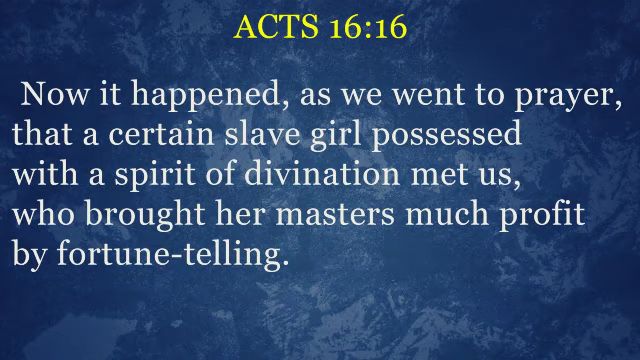 ACTS 16:16
Now it happened, as we went to prayer,
that a certain slave girl possessed
with a spirit of divination met us,
who brought her masters much profit
by fortune-telling.